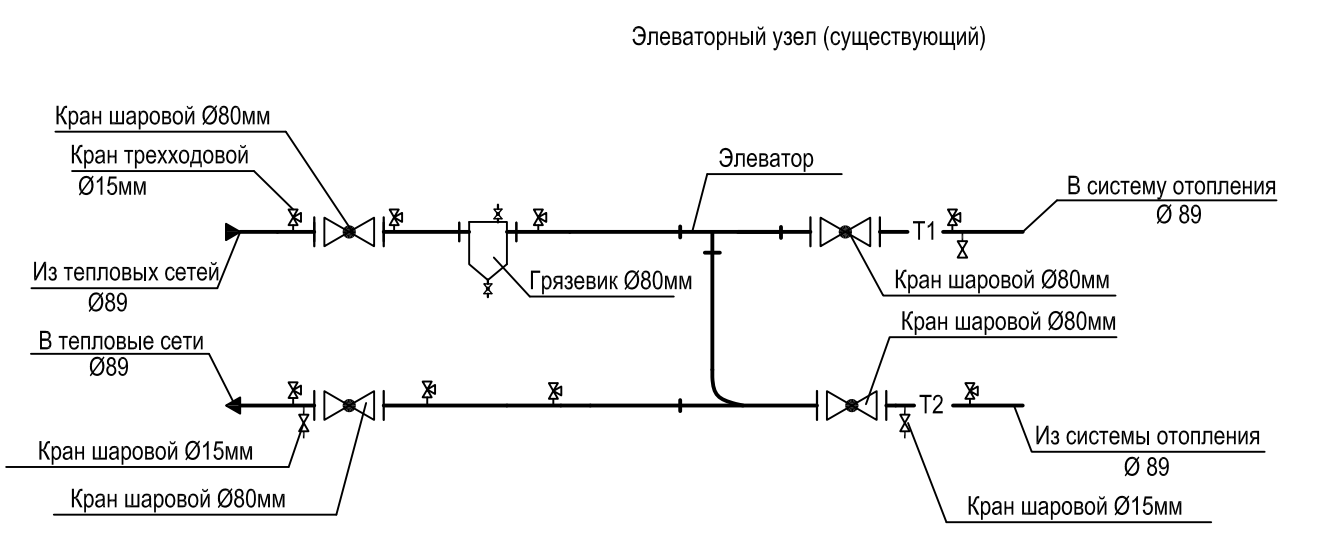 Элеваторный узел (существующий)
Кран шаровой Ø80мм
Кран трехходовой
Ø15мм
Элеватор
В систему отопления
Ø 89
Т1
Из тепловых сетей
Ø89
Грязевик Ø80мм
Кран шаровой Ø80мм
Кран шаровой Ø80мм
В тепловые сети
Ø89
Т2
Кран шаровой Ø15мм
Из системы отопления
Ø 89
Кран шаровой Ø80мм
Кран шаровой Ø15мм